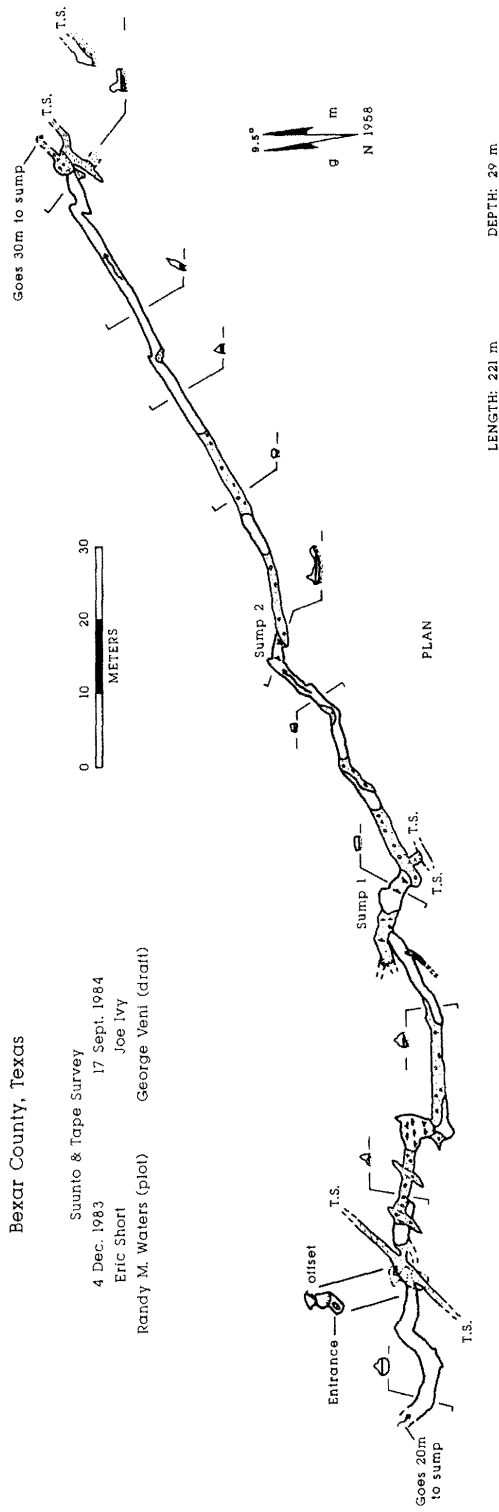 Bexar County, Texas
Suunto & Tape Survey
4 Dec. 1983 17 Sept. 1984
Eric Short Joe Ivy
Randy M. Waters (plot) George Veni (draft)
0 10 20 30
METERS
Goes 30m to sump
T.S.
T.S.
9.5°
g m
N 1958
Sump 2
Sump 1
T.S.
T.S.
T.S.
offset
Entrance
T.S.
Goes 20m
to sump
PLAN
LENGTH: 221 m DEPTH: 29 m